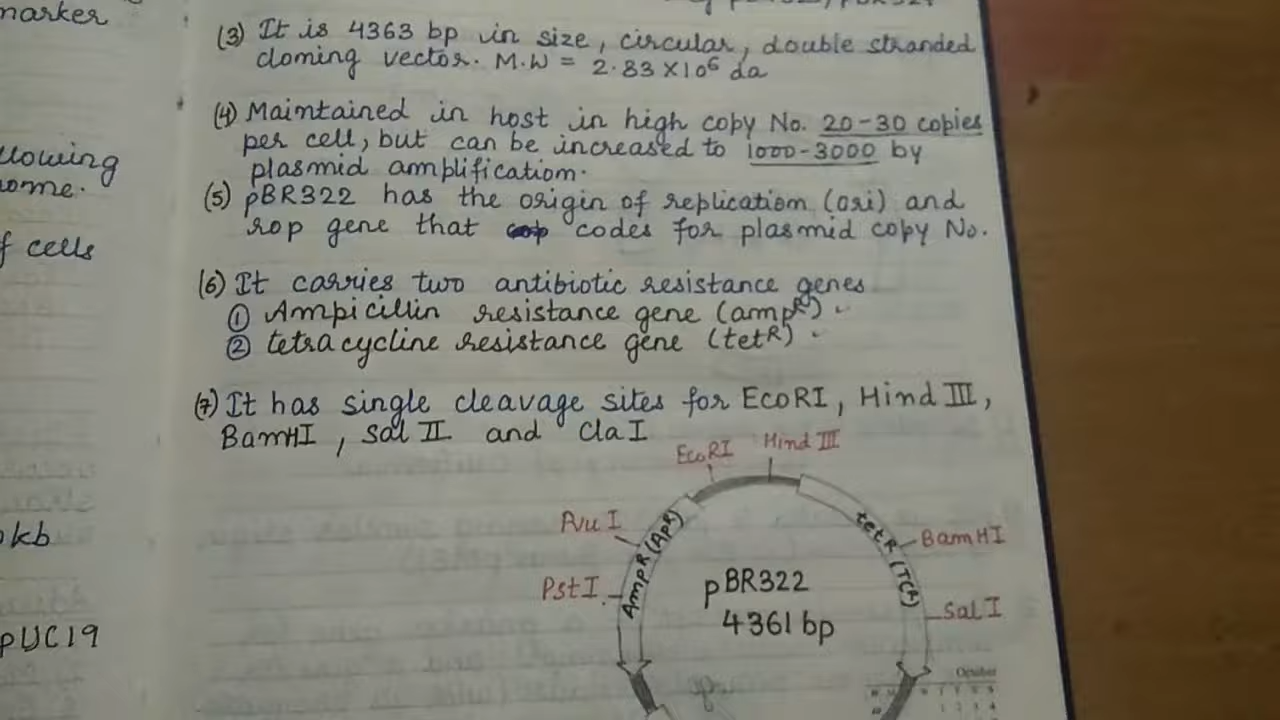 marker
llowing
ome.
f cells
kb
pUC19
(3) It is 4363 bp in size, circular, double stranded
cloming vector. M.W = 2.83 X10⁶ da
(4) Maintained in host in high copy No. 20-30 copies
per cell, but can be increased to 1000-3000 by
plasmid amplification.
(5) pBR322 has the origin of replication (ori) and
rop gene that codes for plasmid copy No.
(6) It carries two antibiotic resistance genes
① Ampicillin resistance gene (ampᴿ)
② tetracycline resistance gene (tetᴿ)
(7) It has single cleavage sites for EcoRI, Hind III,
BamHI, Sal II and Cla I
EcoRI Hind III
Pvu I
AmpR (ApR)
tetR (TCR)
BamHI
PstI
pBR322
4361 bp
SalI
October